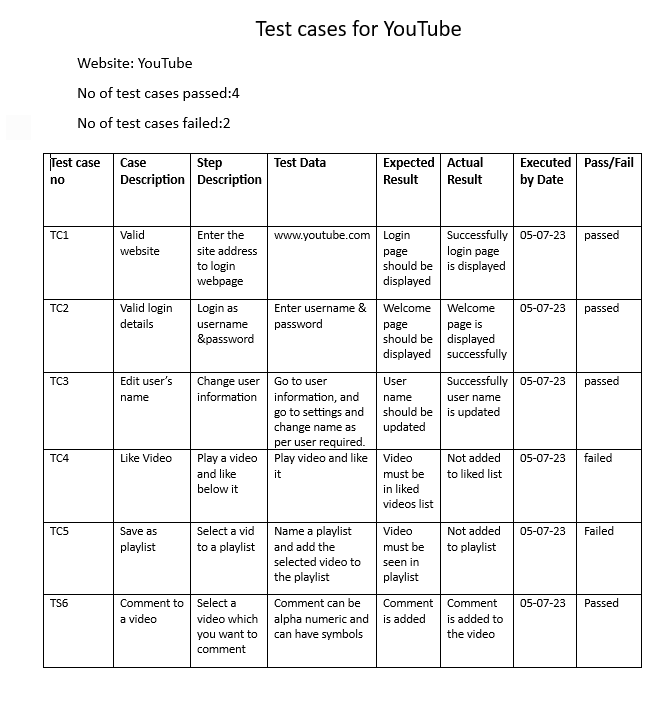 Test cases for YouTube
Website: YouTube
No of test cases passed:4
No of test cases failed:2
Test case no | Case Description | Step Description | Test Data | Expected Result | Actual Result | Executed by Date | Pass/Fail
TC1 | Valid website | Enter the site address to login webpage | www.youtube.com | Login page should be displayed | Successfully login page is displayed | 05-07-23 | passed
TC2 | Valid login details | Login as username &password | Enter username & password | Welcome page should be displayed | Welcome page is displayed successfully | 05-07-23 | passed
TC3 | Edit user's name | Change user information | Go to user information, and go to settings and change name as per user required. | User name should be updated | Successfully user name is updated | 05-07-23 | passed
TC4 | Like Video | Play a video and like below it | Play video and like it | Video must be in liked videos list | Not added to liked list | 05-07-23 | failed
TC5 | Save as playlist | Select a vid to a playlist | Name a playlist and add the selected video to the playlist | Video must be seen in playlist | Not added to playlist | 05-07-23 | Failed
TS6 | Comment to a video | Select a video which you want to comment | Comment can be alpha numeric and can have symbols | Comment is added | Comment is added to the video | 05-07-23 | Passed